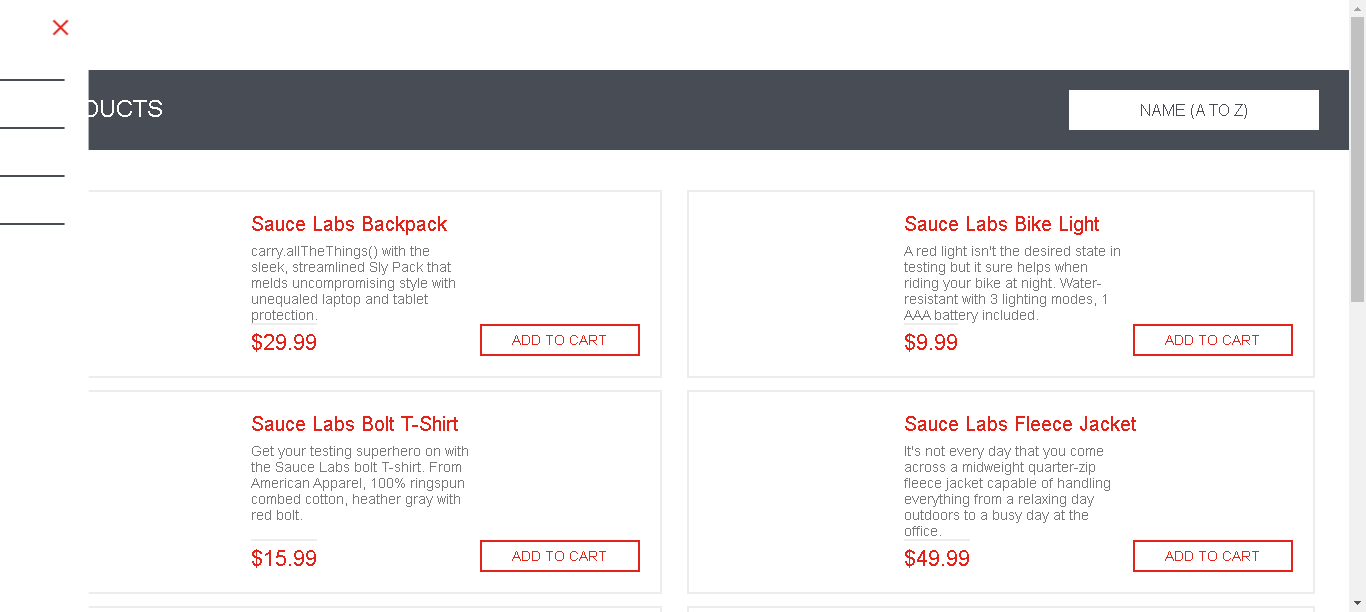 DUCTS
NAME (A TO Z)
Sauce Labs Backpack
carry.allTheThings() with the
sleek, streamlined Sly Pack that
melds uncompromising style with
unequaled laptop and tablet
protection.
$29.99
ADD TO CART
Sauce Labs Bike Light
A red light isn't the desired state in
testing but it sure helps when
riding your bike at night. Water-
resistant with 3 lighting modes, 1
AAA battery included.
$9.99
ADD TO CART
Sauce Labs Bolt T-Shirt
Get your testing superhero on with
the Sauce Labs bolt T-shirt. From
American Apparel, 100% ringspun
combed cotton, heather gray with
red bolt.
$15.99
ADD TO CART
Sauce Labs Fleece Jacket
It's not every day that you come
across a midweight quarter-zip
fleece jacket capable of handling
everything from a relaxing day
outdoors to a busy day at the
office.
$49.99
ADD TO CART